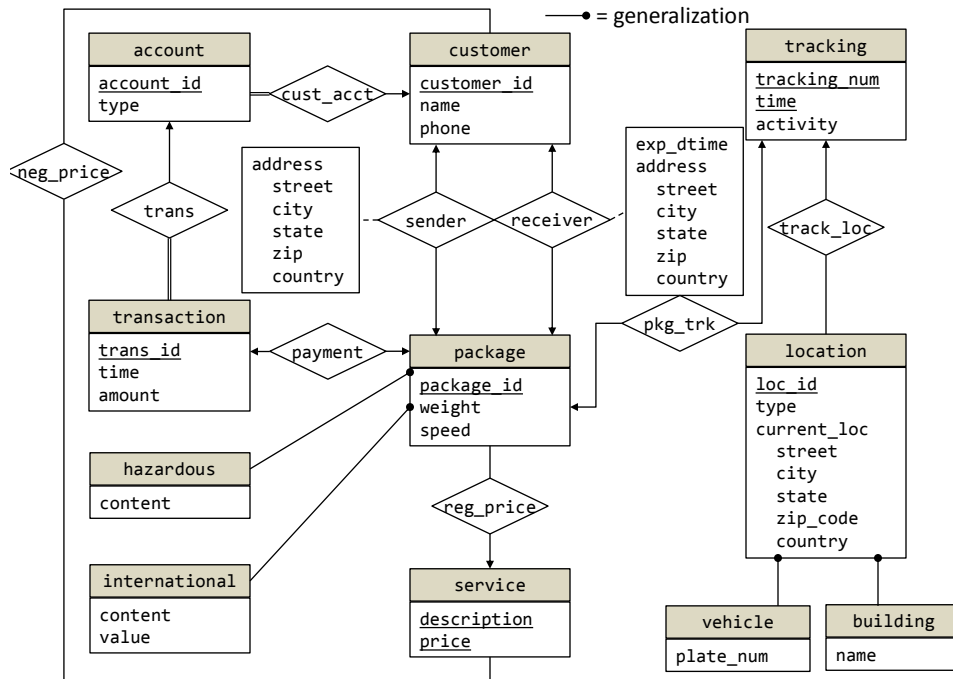 = generalization
account
account_id
type
cust_acct
customer
customer_id
name
phone
tracking
tracking_num
time
activity
neg_price
trans
address
street
city
state
zip
country
sender
receiver
exp_dtime
address
street
city
state
zip
country
track_loc
pkg_trk
transaction
trans_id
time
amount
payment
package
package_id
weight
speed
location
loc_id
type
current_loc
street
city
state
zip_code
country
hazardous
content
reg_price
international
content
value
service
description
price
vehicle
plate_num
building
name